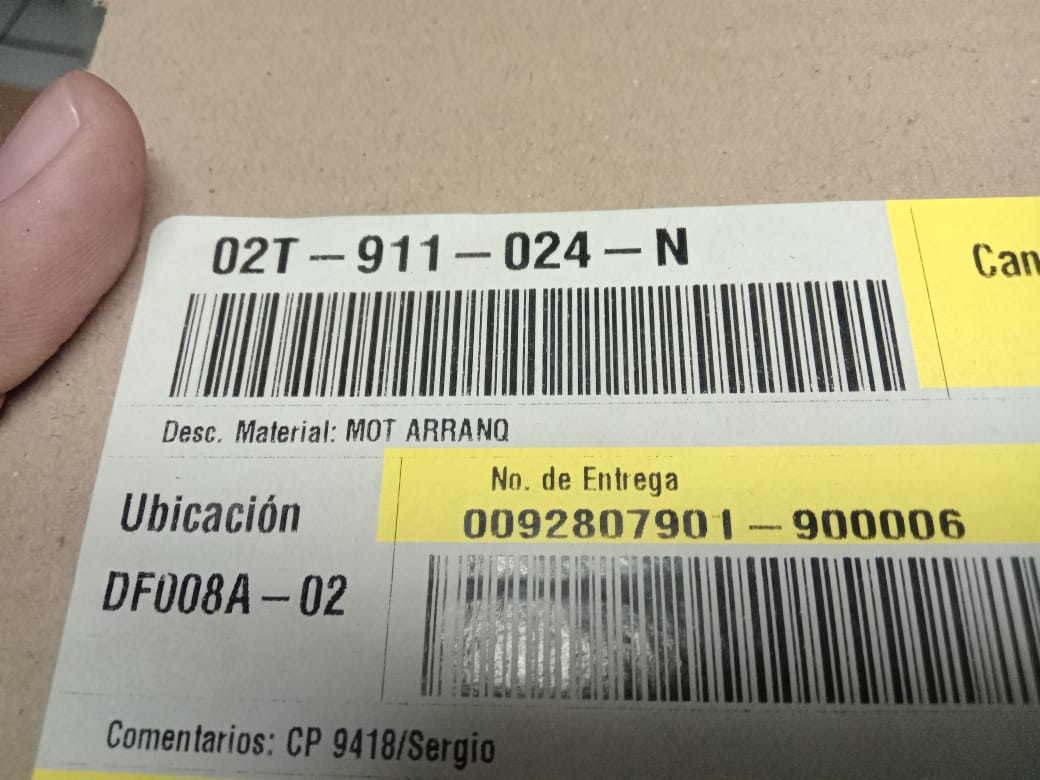 02T-911-024-N
Can
Desc. Material: MOT ARRANQ
No. de Entrega
0092807901-900006
Ubicación
DF008A-02
Comentarios: CP 9418/Sergio